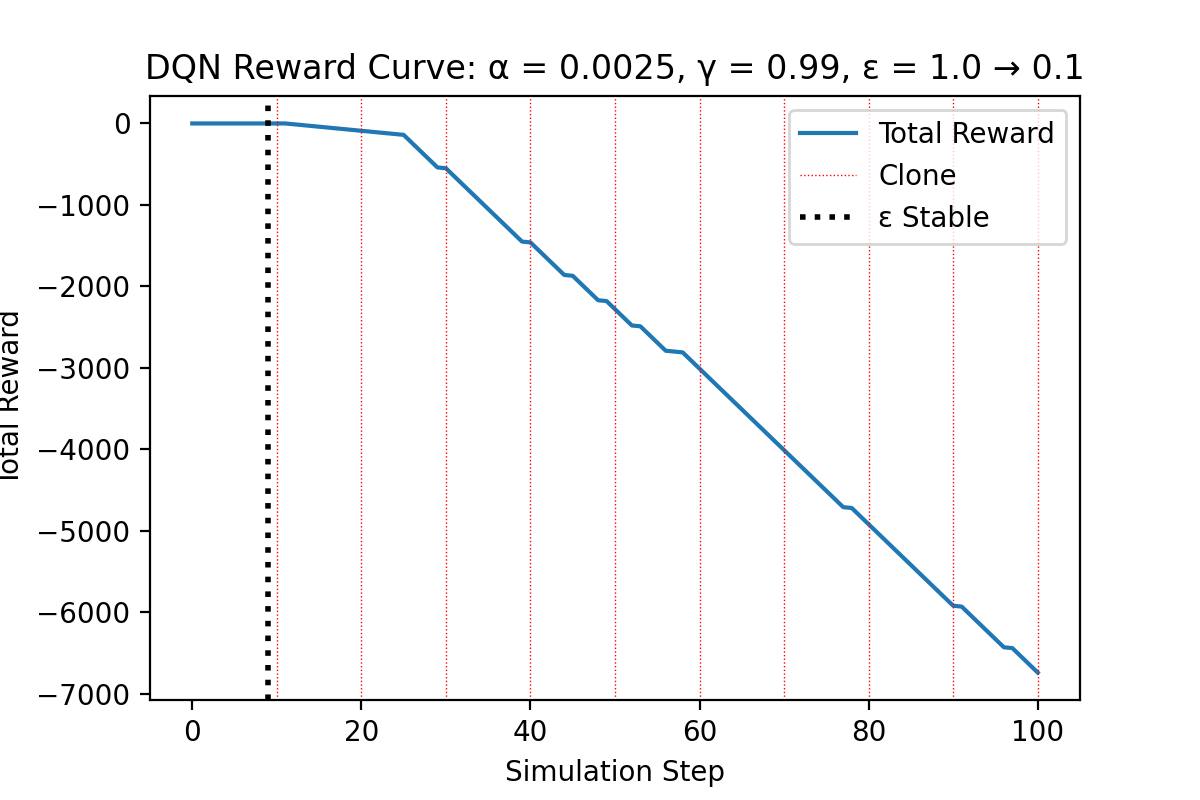 DQN Reward Curve: α = 0.0025, γ = 0.99, ε = 1.0 → 0.1
Total Reward
Clone
ε Stable
0
−1000
−2000
−3000
−4000
−5000
−6000
−7000
Total Reward
0 20 40 60 80 100
Simulation Step